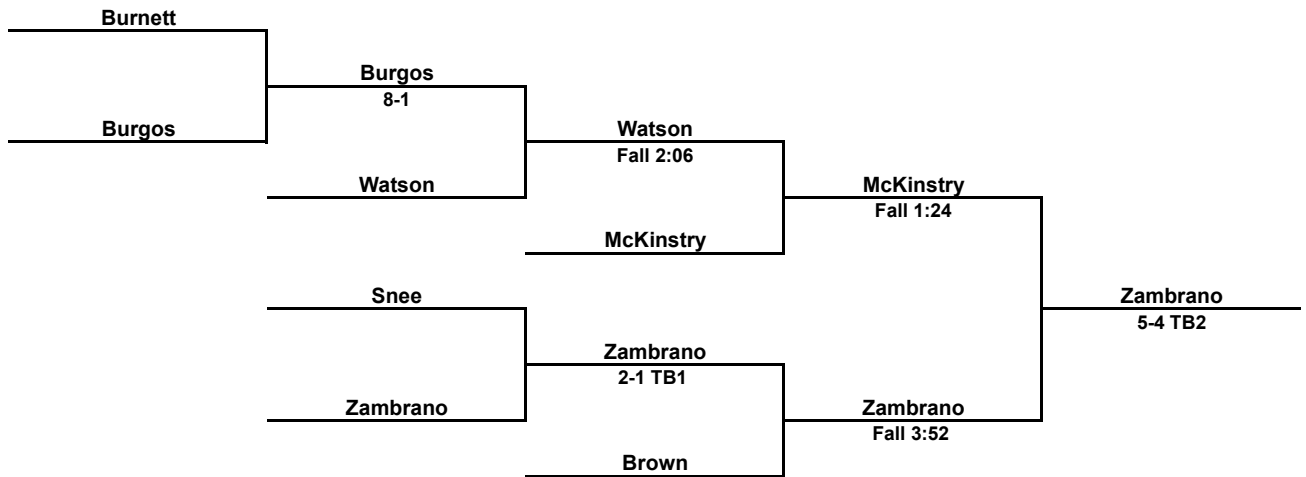 Burnett
Burgos
8-1
Burgos
Watson
Fall 2:06
Watson
McKinstry
Fall 1:24
McKinstry
Snee
Zambrano
5-4 TB2
Zambrano
2-1 TB1
Zambrano
Zambrano
Fall 3:52
Brown